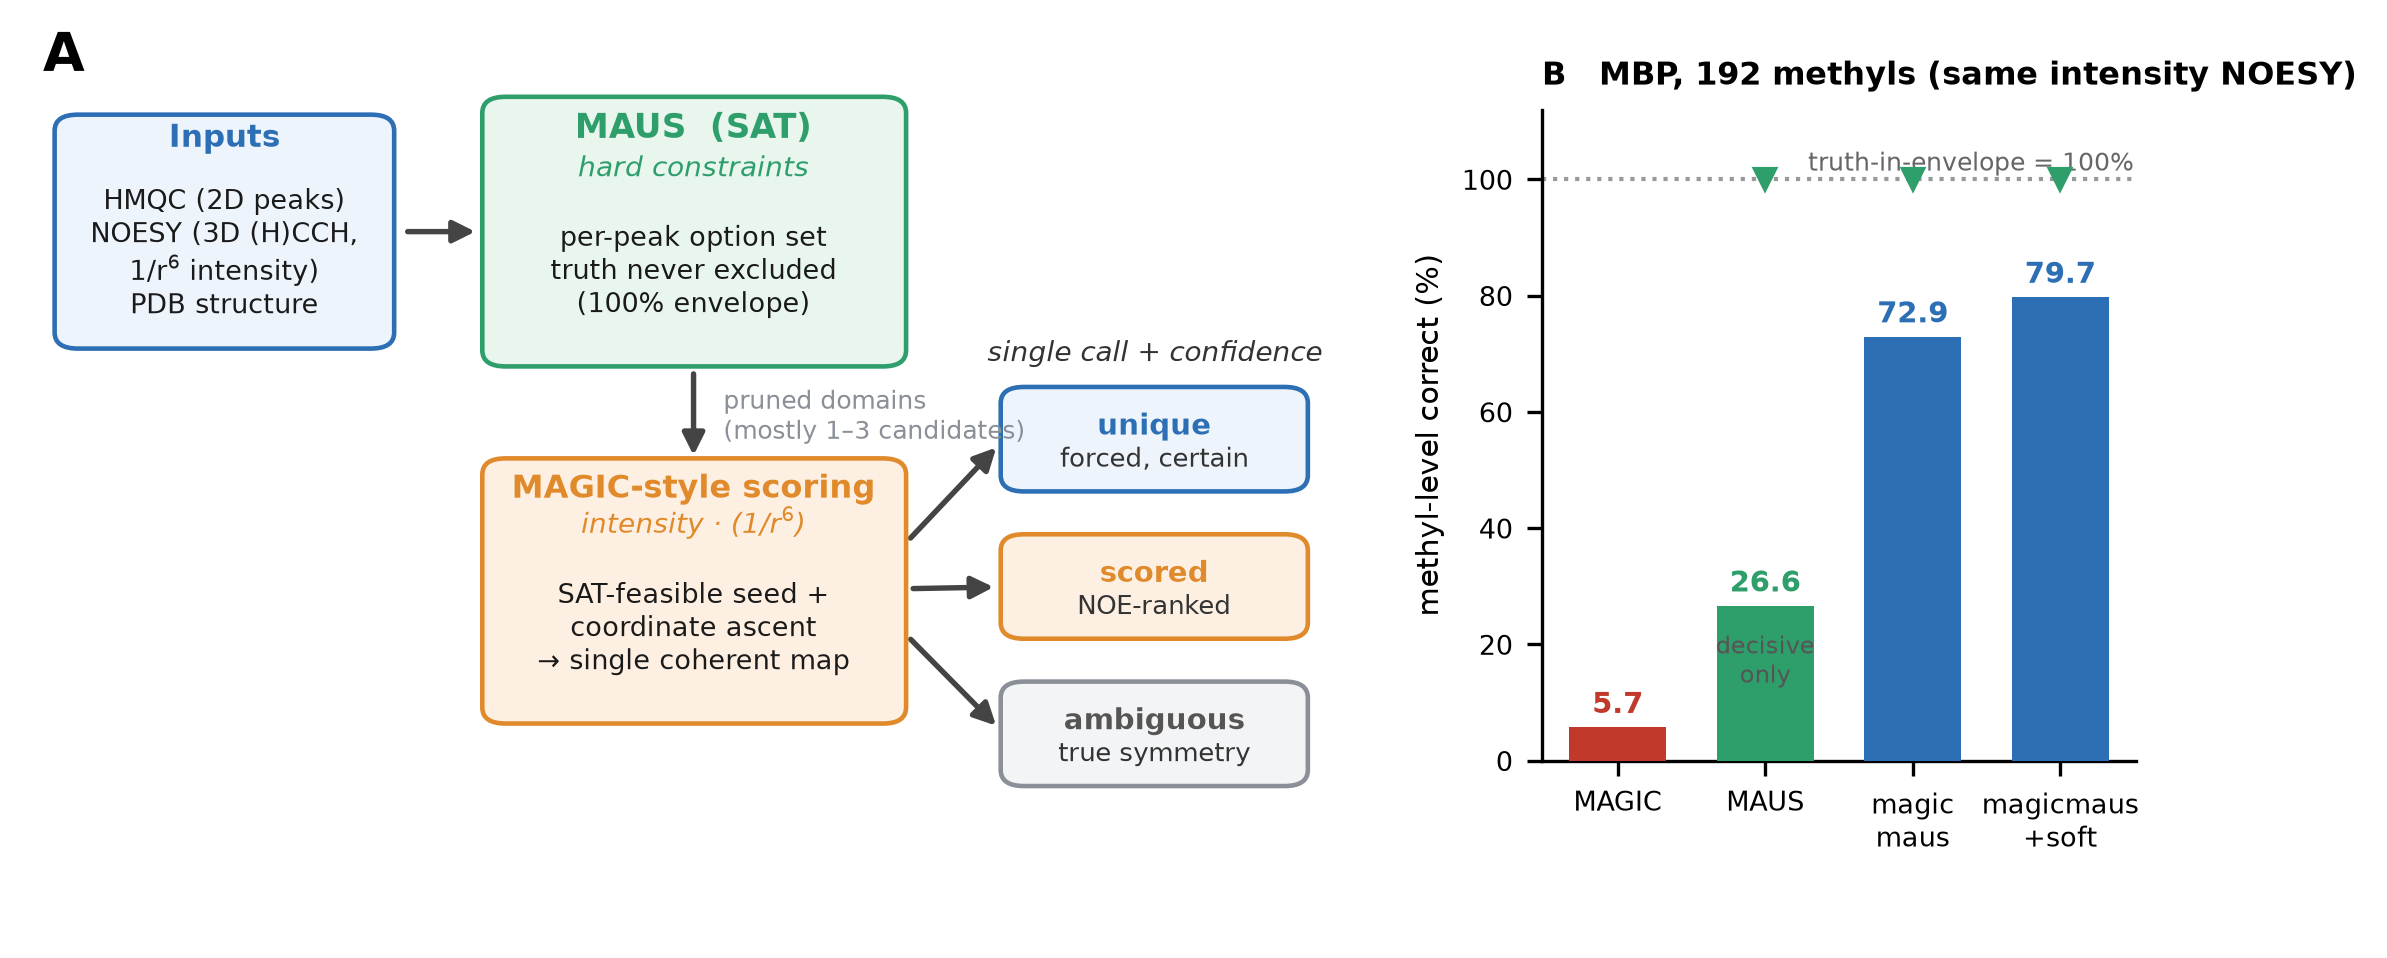 A
Inputs
HMQC (2D peaks)
NOESY (3D (H)CCH,
1/r⁶ intensity)
PDB structure
MAUS (SAT)
hard constraints
per-peak option set
truth never excluded
(100% envelope)
pruned domains
(mostly 1–3 candidates)
MAGIC-style scoring
intensity · (1/r⁶)
SAT-feasible seed +
coordinate ascent
→ single coherent map
single call + confidence
unique
forced, certain
scored
NOE-ranked
ambiguous
true symmetry
B MBP, 192 methyls (same intensity NOESY)
methyl-level correct (%)
100
80
60
40
20
0
truth-in-envelope = 100%
5.7
26.6
decisive
only
72.9
79.7
MAGIC
MAUS
magic
maus
magicmaus
+soft